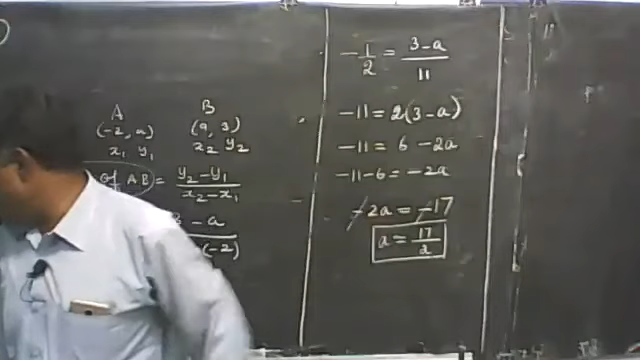 A B
(-2, a) (9, 3)
x₁ y₁ x₂ y₂
of AB = y₂-y₁ / x₂-x₁
3 - a / (-2)
-1/2 = 3-a / 11
-11 = 2(3-a)
-11 = 6 -2a
-11-6 = -2a
-2a = -17
a = 17/2